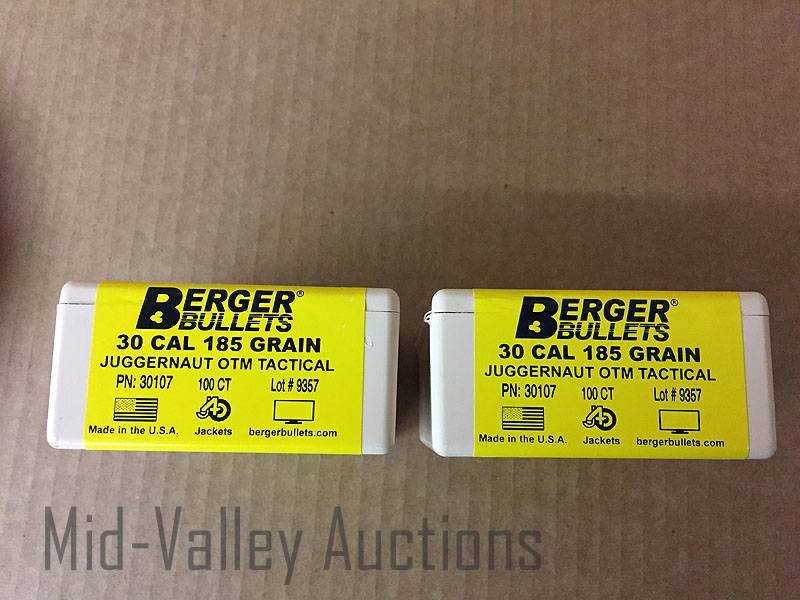 BERGER®
BULLETS
30 CAL 185 GRAIN
JUGGERNAUT OTM TACTICAL
PN: 30107 100 CT Lot # 9357
Made in the U.S.A. Jackets bergerbullets.com
BERGER®
BULLETS
30 CAL 185 GRAIN
JUGGERNAUT OTM TACTICAL
PN: 30107 100 CT Lot # 9357
Made in the U.S.A. Jackets bergerbullets.com
Mid-Valley Auctions